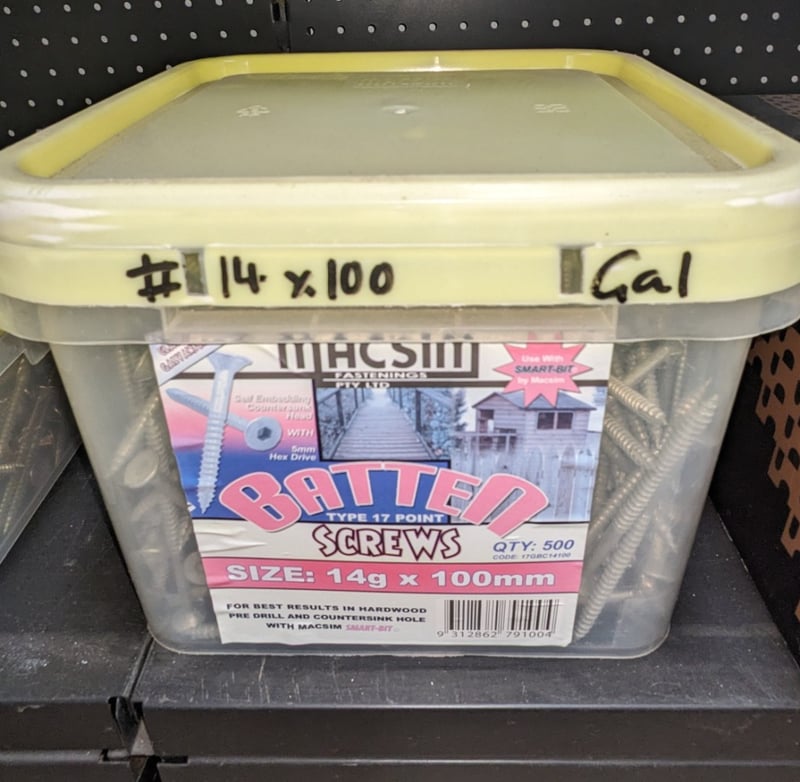 # 14 x 100 Gal
MACSIM
FASTENINGS
PTY LTD
Use With
SMART-BIT
by Macsim
Self Embedding
Countersunk
Head
WITH
5mm
Hex Drive
BATTEN
TYPE 17 POINT
SCREWS
QTY: 500
CODE: 17GBC14100
SIZE: 14g x 100mm
FOR BEST RESULTS IN HARDWOOD
PRE DRILL AND COUNTERSINK HOLE
WITH MACSIM SMART-BIT
9 312862 791004